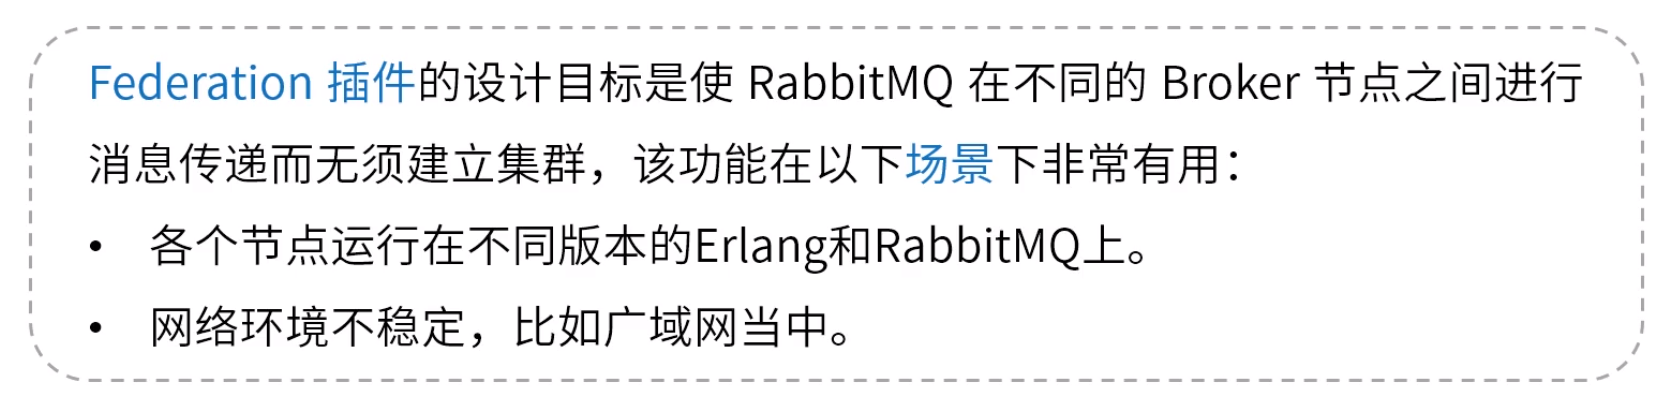 Federation 插件的设计目标是使 RabbitMQ 在不同的 Broker 节点之间进行
消息传递而无须建立集群，该功能在以下场景下非常有用：
• 各个节点运行在不同版本的Erlang和RabbitMQ上。
• 网络环境不稳定，比如广域网当中。